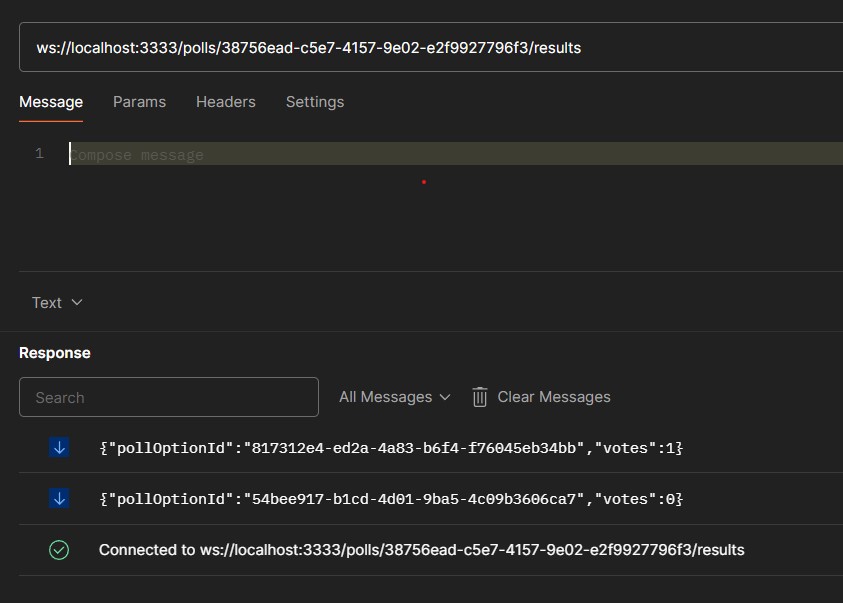 ws://localhost:3333/polls/38756ead-c5e7-4157-9e02-e2f9927796f3/results
Message Params Headers Settings
1 Compose message
Text
Response
Search All Messages Clear Messages
{"pollOptionId":"817312e4-ed2a-4a83-b6f4-f76045eb34bb","votes":1}
{"pollOptionId":"54bee917-b1cd-4d01-9ba5-4c09b3606ca7","votes":0}
Connected to ws://localhost:3333/polls/38756ead-c5e7-4157-9e02-e2f9927796f3/results